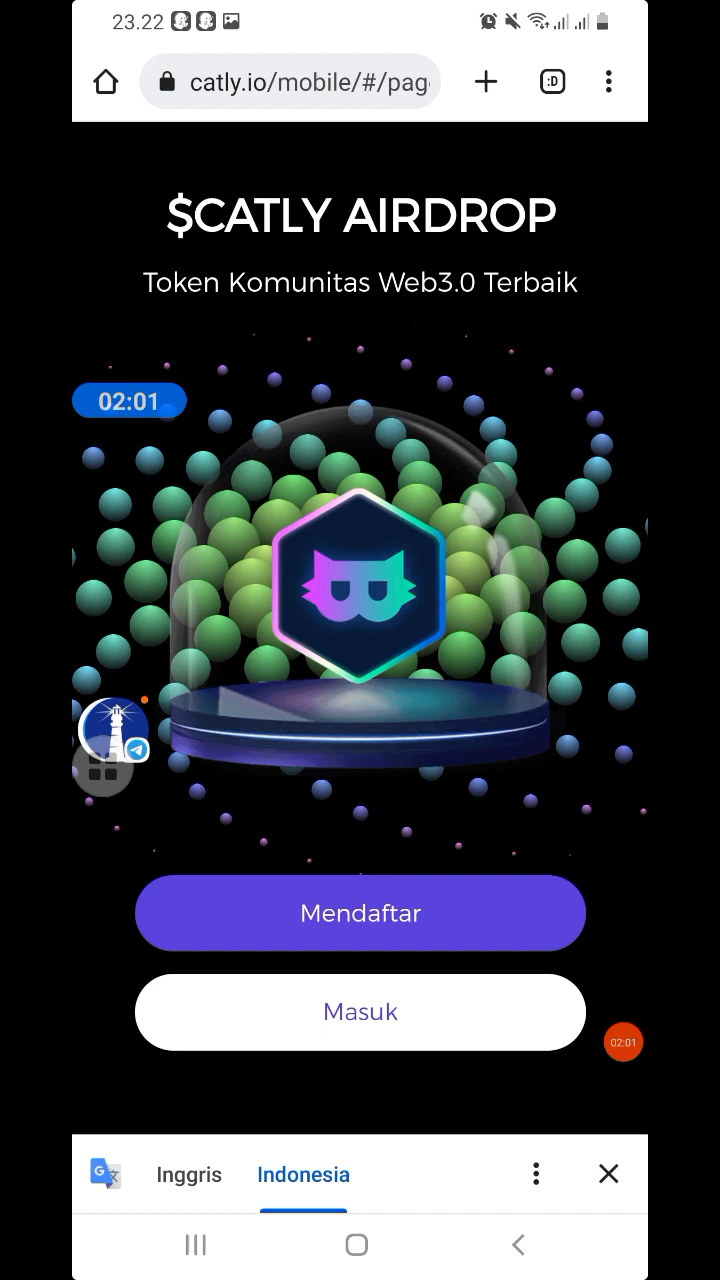 23.22
catly.io/mobile/#/pag
:D
$CATLY AIRDROP
Token Komunitas Web3.0 Terbaik
02:01
Mendaftar
Masuk
02:01
G
Inggris
Indonesia